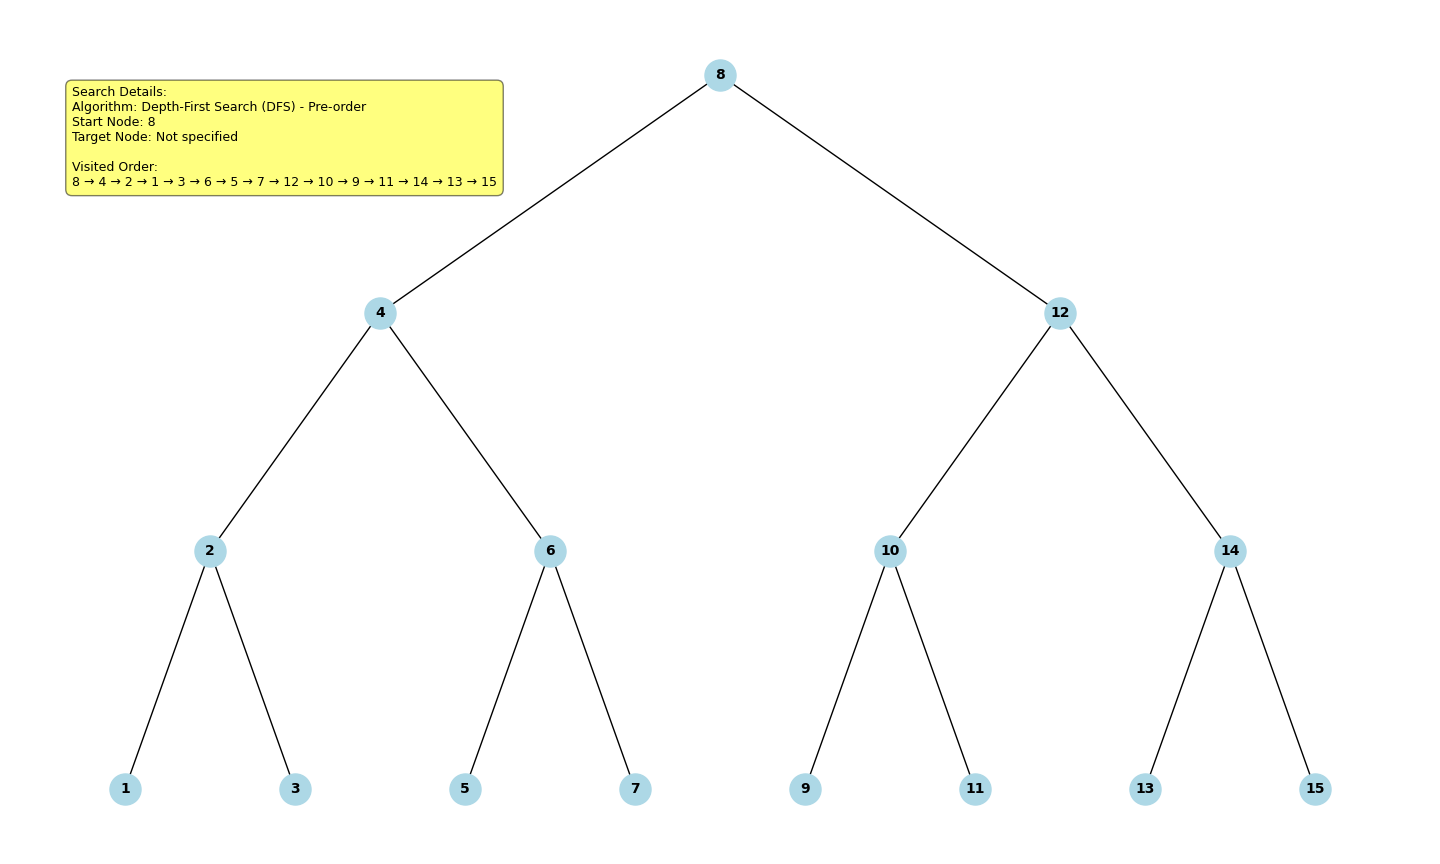 Search Details:
Algorithm: Depth-First Search (DFS) - Pre-order
Start Node: 8
Target Node: Not specified
Visited Order:
8 → 4 → 2 → 1 → 3 → 6 → 5 → 7 → 12 → 10 → 9 → 11 → 14 → 13 → 15
8
4 12
2 6 10 14
1 3 5 7 9 11 13 15